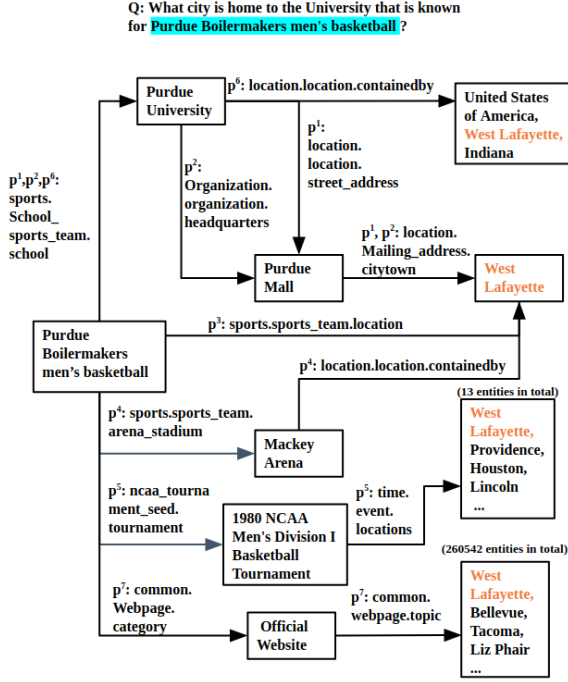 Q: What city is home to the University that is known
for Purdue Boilermakers men's basketball ?
p⁶: location.location.containedby
Purdue
University
United States
of America,
West Lafayette,
Indiana
p¹:
location.
location.
street_address
p²:
Organization.
organization.
headquarters
p¹,p²,p⁶:
sports.
School_
sports_team.
school
p¹, p²: location.
Mailing_address.
citytown
Purdue
Mall
West
Lafayette
p³: sports.sports_team.location
Purdue
Boilermakers
men’s basketball
p⁴: location.location.containedby
(13 entities in total)
p⁴: sports.sports_team.
arena_stadium
Mackey
Arena
West
Lafayette,
Providence,
Houston,
Lincoln
...
p⁵: ncaa_tourna
ment_seed.
tournament
1980 NCAA
Men's Division I
Basketball
Tournament
p⁵: time.
event.
locations
(260542 entities in total)
p⁷: common.
Webpage.
category
Official
Website
p⁷: common.
webpage.topic
West
Lafayette,
Bellevue,
Tacoma,
Liz Phair
...